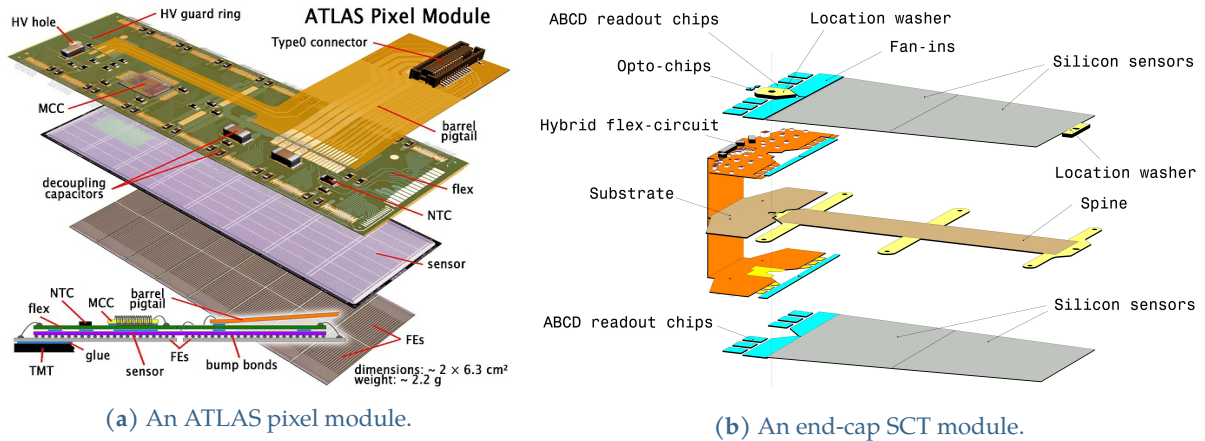 ATLAS Pixel Module
HV guard ring
HV hole
Type0 connector
MCC
barrel
pigtail
decoupling
capacitors
flex
NTC
sensor
NTC
MCC
barrel
pigtail
flex
FEs
glue
FEs
bump bonds
TMT
sensor
dimensions: ~ 2 × 6.3 cm²
weight: ~ 2.2 g
(a) An ATLAS pixel module.
ABCD readout chips
Location washer
Fan-ins
Opto-chips
Silicon sensors
Hybrid flex-circuit
Location washer
Substrate
Spine
Silicon sensors
ABCD readout chips
(b) An end-cap SCT module.